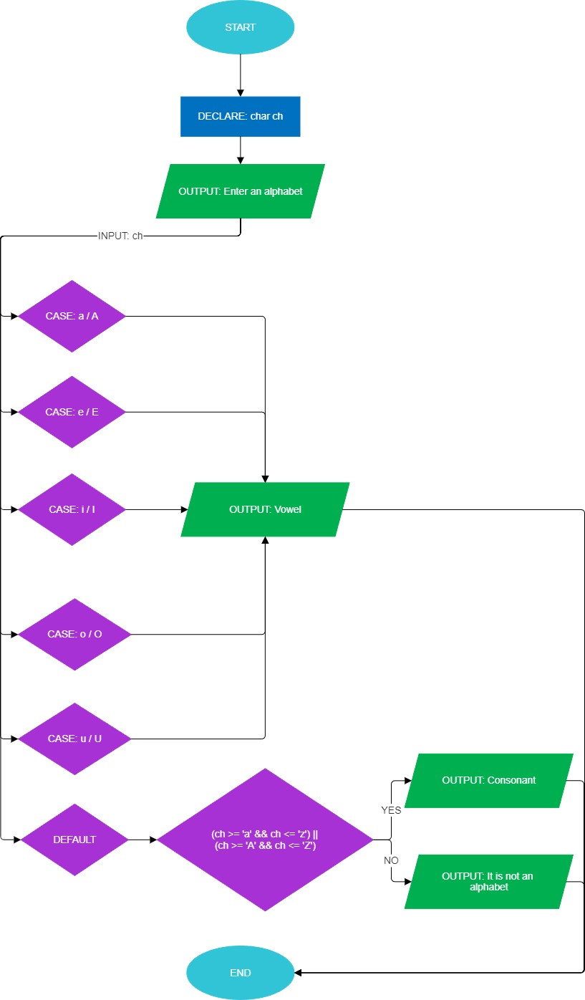 START
DECLARE: char ch
OUTPUT: Enter an alphabet
INPUT: ch
CASE: a / A
CASE: e / E
CASE: i / I
OUTPUT: Vowel
CASE: o / O
CASE: u / U
DEFAULT
(ch >= 'a' && ch <= 'z') ||
(ch >= 'A' && ch <= 'Z')
YES
OUTPUT: Consonant
NO
OUTPUT: It is not an
alphabet
END